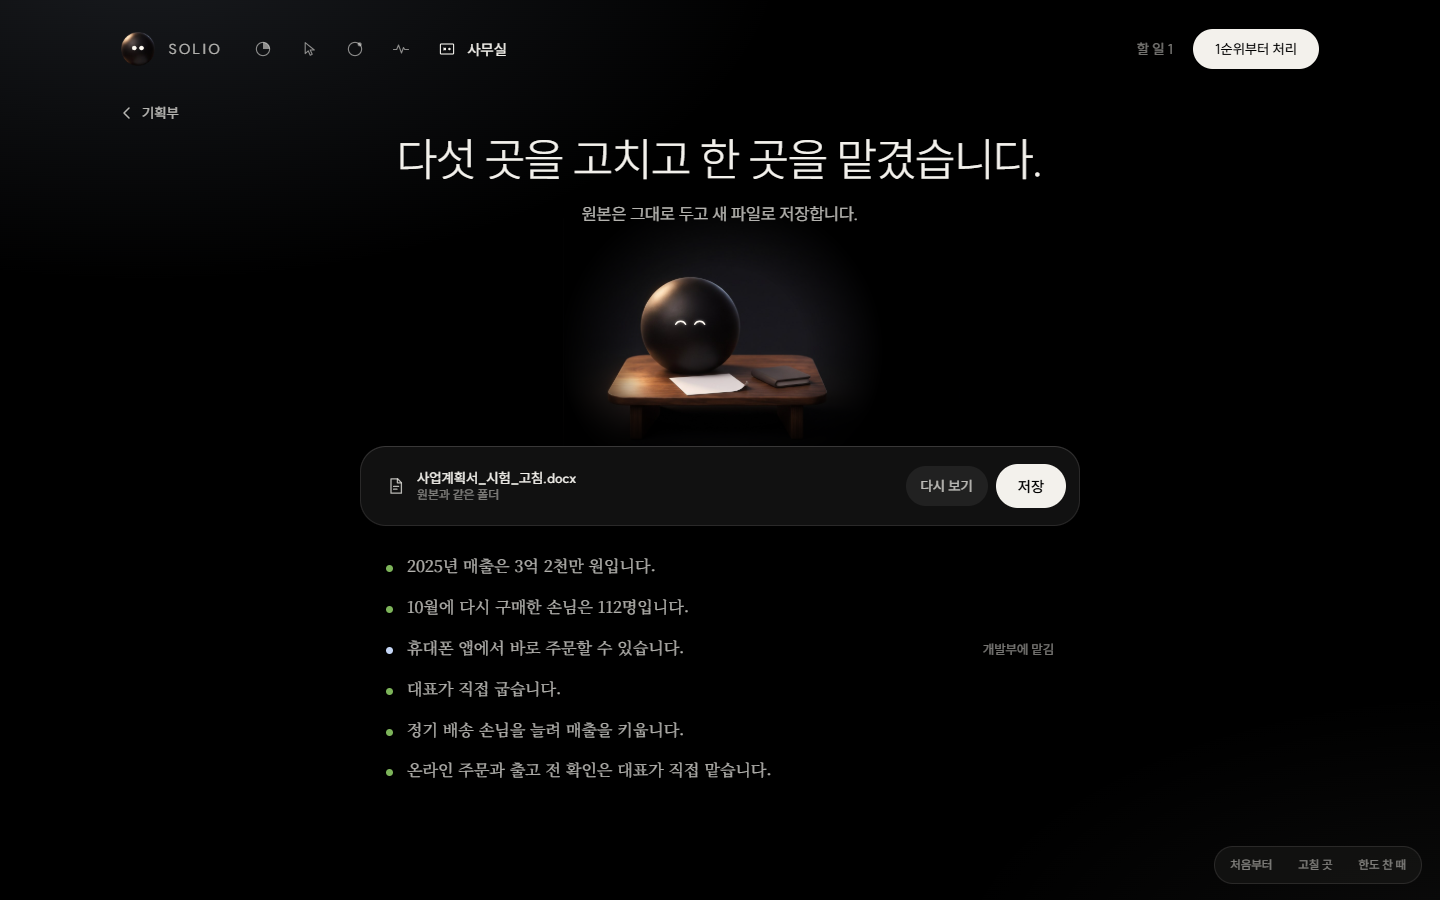 SOLIO
사무실
할 일 1
1순위부터 처리
기획부
다섯 곳을 고치고 한 곳을 맡겼습니다.
원본은 그대로 두고 새 파일로 저장합니다.
사업계획서_시험_고침.docx
원본과 같은 폴더
다시 보기
저장
2025년 매출은 3억 2천만 원입니다.
10월에 다시 구매한 손님은 112명입니다.
휴대폰 앱에서 바로 주문할 수 있습니다.
개발부에 맡김
대표가 직접 굽습니다.
정기 배송 손님을 늘려 매출을 키웁니다.
온라인 주문과 출고 전 확인은 대표가 직접 맡습니다.
처음부터
고칠 곳
한도 찬 때